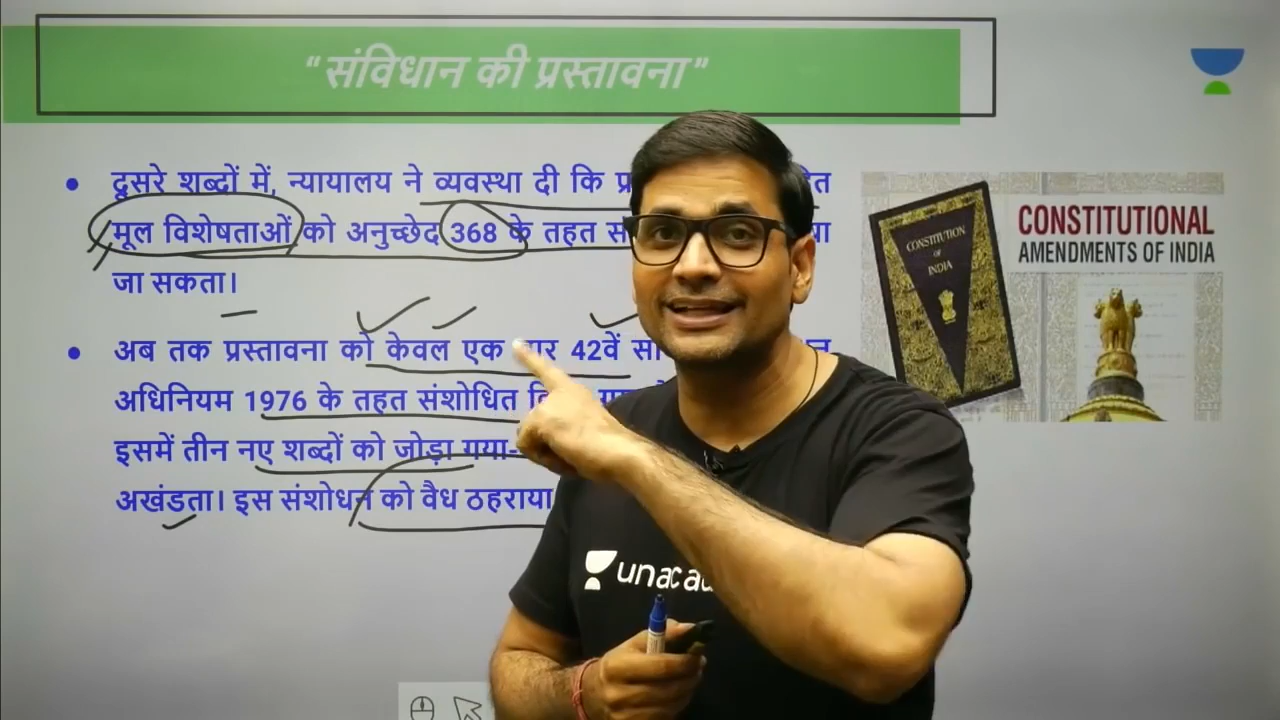 “संविधान की प्रस्तावना”
दूसरे शब्दों में, न्यायालय ने व्यवस्था दी कि
मूल विशेषताओं को अनुच्छेद 368 के तहत
जा सकता।
अब तक प्रस्तावना को केवल एक बार 42वें
अधिनियम 1976 के तहत संशोधित
इसमें तीन नए शब्दों को जोड़ा गया-
अखंडता। इस संशोधन को वैध ठहराया
CONSTITUTION
OF
INDIA
CONSTITUTIONAL
AMENDMENTS OF INDIA